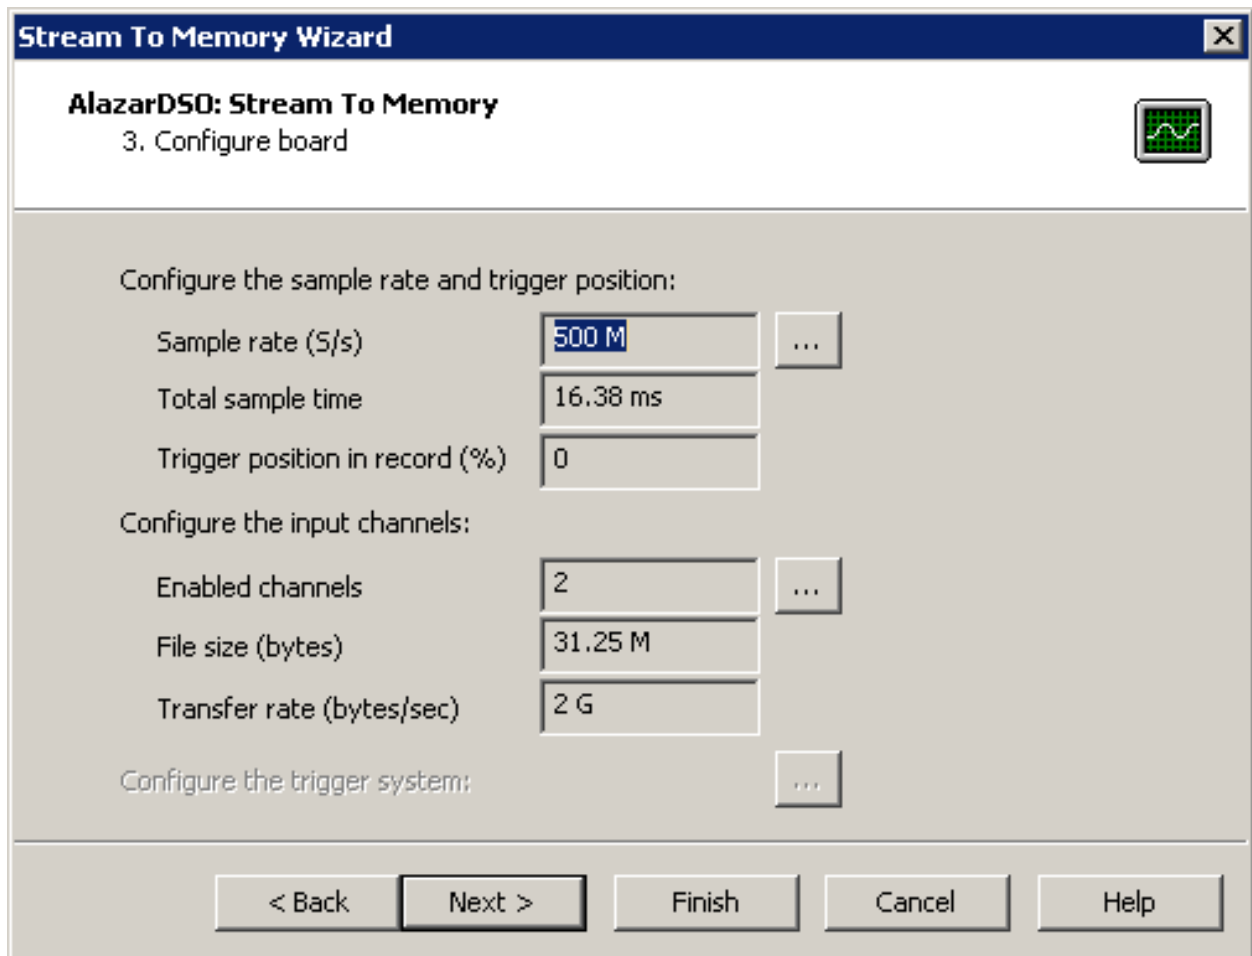 Stream To Memory Wizard
AlazarDSO: Stream To Memory
3. Configure board
Configure the sample rate and trigger position:
Sample rate (S/s) 500 M ...
Total sample time 16.38 ms
Trigger position in record (%) 0
Configure the input channels:
Enabled channels 2 ...
File size (bytes) 31.25 M
Transfer rate (bytes/sec) 2 G
Configure the trigger system: ...
< Back Next > Finish Cancel Help